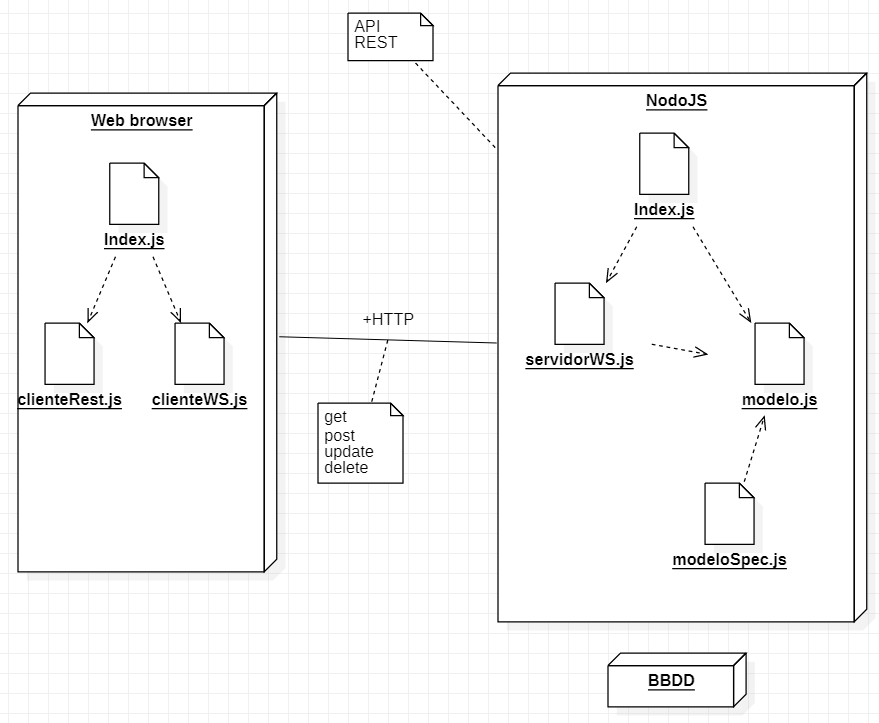 API
REST
Web browser
Index.js
clienteRest.js
clienteWS.js
+HTTP
get
post
update
delete
NodoJS
Index.js
servidorWS.js
modelo.js
modeloSpec.js
BBDD